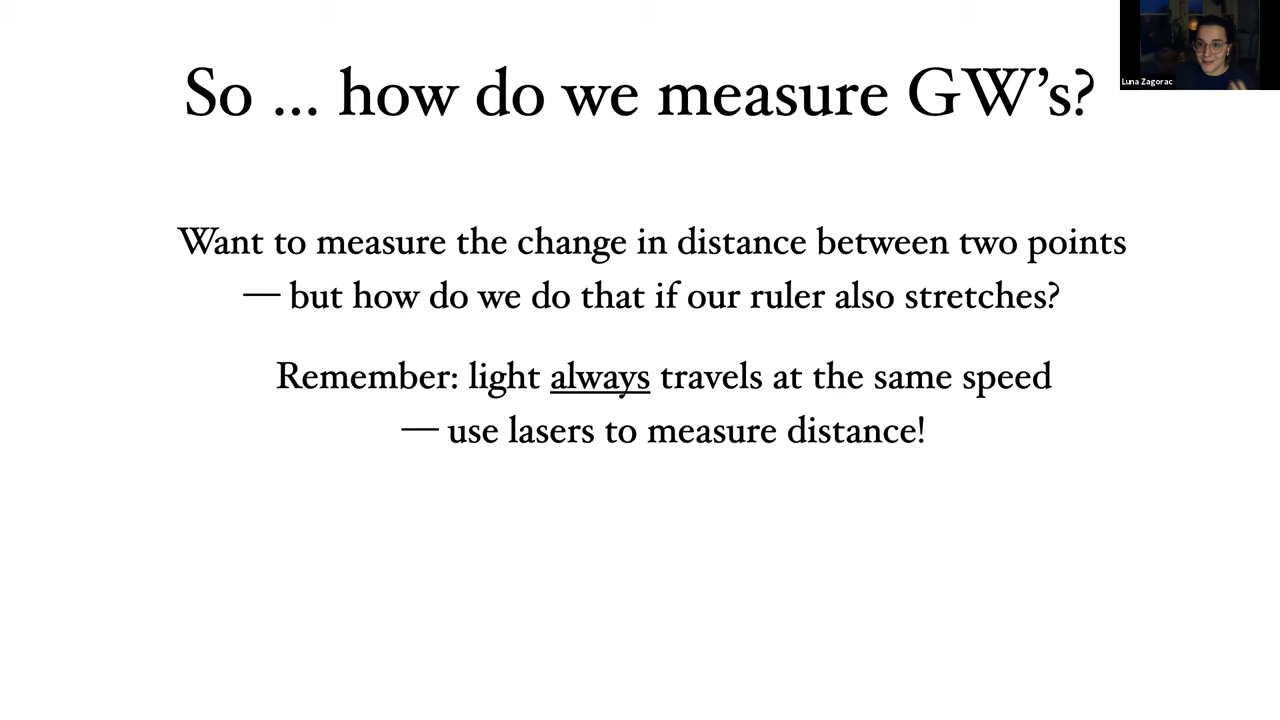 So ... how do we measure GW's?
Luna Zagorac
Want to measure the change in distance between two points
— but how do we do that if our ruler also stretches?
Remember: light always travels at the same speed
— use lasers to measure distance!